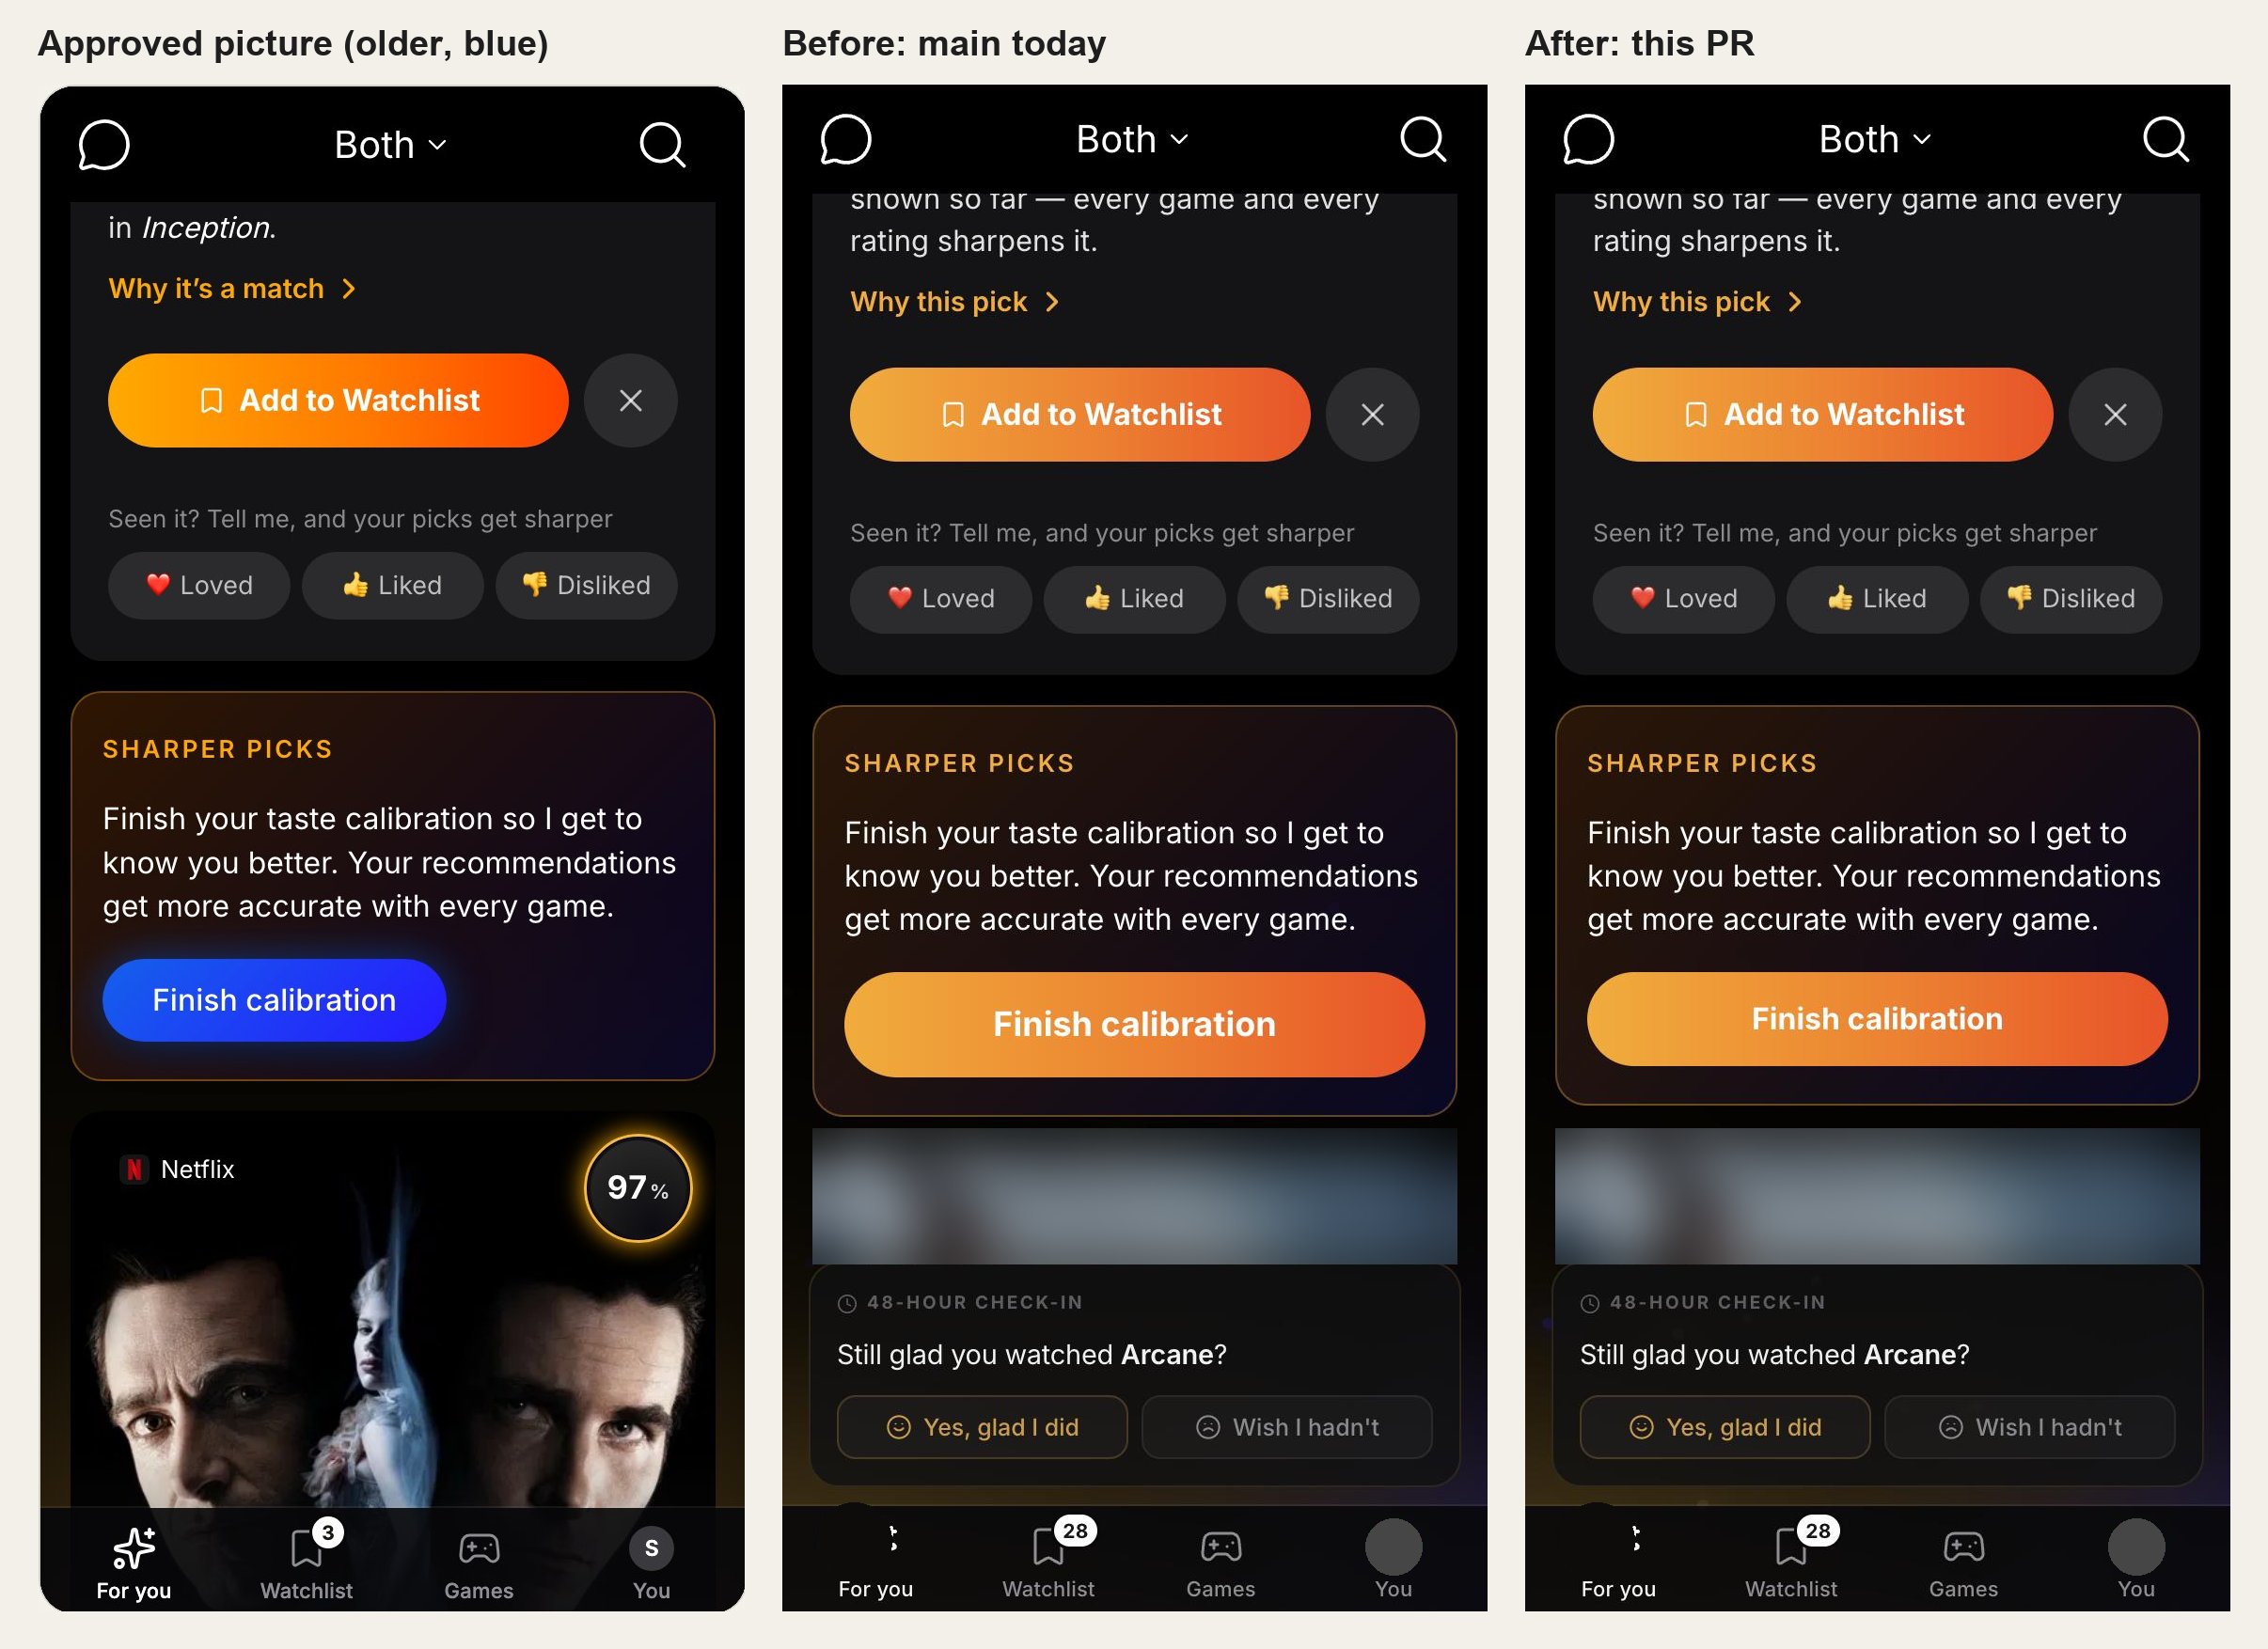 Approved picture (older, blue)
Both
in Inception.
Why it’s a match
Add to Watchlist
Seen it? Tell me, and your picks get sharper
Loved
Liked
Disliked
SHARPER PICKS
Finish your taste calibration so I get to
know you better. Your recommendations
get more accurate with every game.
Finish calibration
N Netflix
97%
For you
3
Watchlist
Games
S
You
Before: main today
Both
shown so far — every game and every
rating sharpens it.
Why this pick
Add to Watchlist
Seen it? Tell me, and your picks get sharper
Loved
Liked
Disliked
SHARPER PICKS
Finish your taste calibration so I get to
know you better. Your recommendations
get more accurate with every game.
Finish calibration
48-HOUR CHECK-IN
Still glad you watched Arcane?
Yes, glad I did
Wish I hadn't
For you
28
Watchlist
Games
You
After: this PR
Both
shown so far — every game and every
rating sharpens it.
Why this pick
Add to Watchlist
Seen it? Tell me, and your picks get sharper
Loved
Liked
Disliked
SHARPER PICKS
Finish your taste calibration so I get to
know you better. Your recommendations
get more accurate with every game.
Finish calibration
48-HOUR CHECK-IN
Still glad you watched Arcane?
Yes, glad I did
Wish I hadn't
For you
28
Watchlist
Games
You